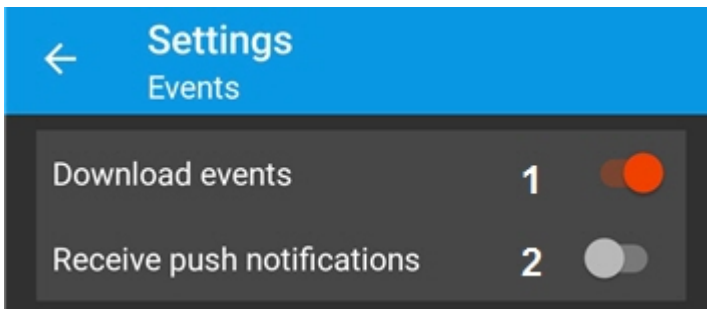 Settings
Events
Download events 1
Receive push notifications 2